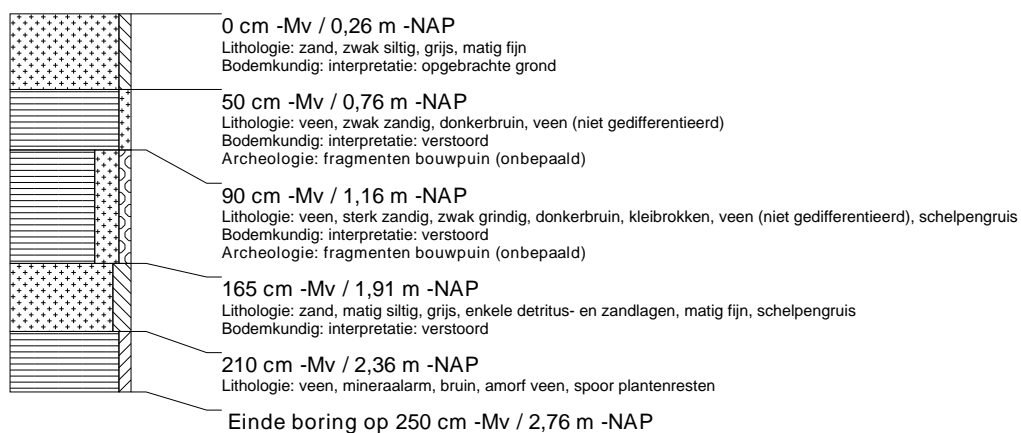 0 cm -Mv / 0,26 m -NAP
Lithologie: zand, zwak siltig, grijs, matig fijn
Bodemkundig: interpretatie: opgebrachte grond
50 cm -Mv / 0,76 m -NAP
Lithologie: veen, zwak zandig, donkerbruin, veen (niet gedifferentieerd)
Bodemkundig: interpretatie: verstoord
Archeologie: fragmenten bouwpuin (onbepaald)
90 cm -Mv / 1,16 m -NAP
Lithologie: veen, sterk zandig, zwak grindig, donkerbruin, kleibrokken, veen (niet gedifferentieerd), schelpengruis
Bodemkundig: interpretatie: verstoord
Archeologie: fragmenten bouwpuin (onbepaald)
165 cm -Mv / 1,91 m -NAP
Lithologie: zand, matig siltig, grijs, enkele detritus- en zandlagen, matig fijn, schelpengruis
Bodemkundig: interpretatie: verstoord
210 cm -Mv / 2,36 m -NAP
Lithologie: veen, mineraalarm, bruin, amorf veen, spoor plantenresten
Einde boring op 250 cm -Mv / 2,76 m -NAP